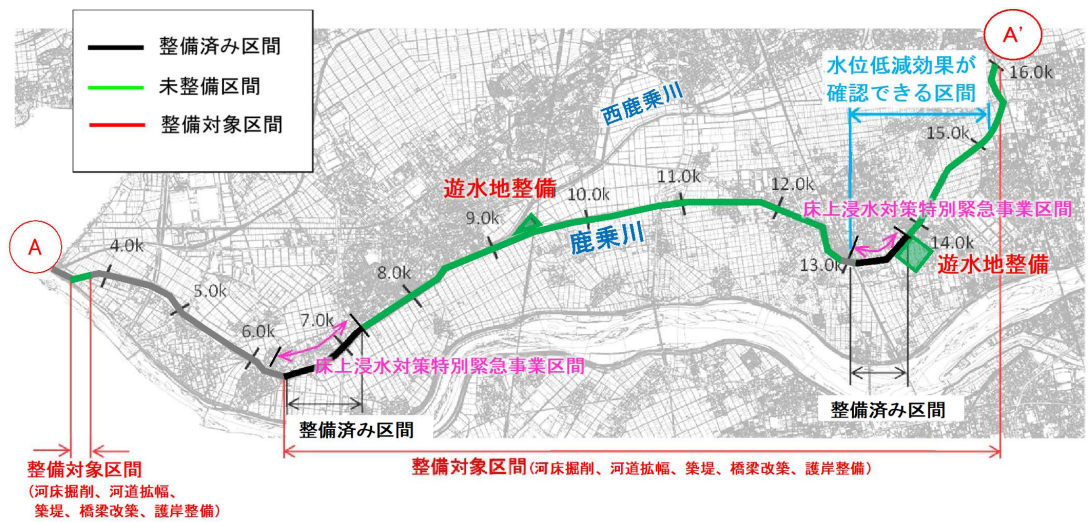 整備済み区間
未整備区間
整備対象区間
A'
16.0k
水位低減効果が
確認できる区間
西鹿乗川
15.0k
遊水地整備
11.0k
12.0k
10.0k
9.0k
床上浸水対策特別緊急事業区間
鹿乗川
A
4.0k
14.0k
13.0k
遊水地整備
8.0k
5.0k
7.0k
6.0k
床上浸水対策特別緊急事業区間
整備済み区間
整備済み区間
整備対象区間(河床掘削、河道拡幅、築堤、橋梁改築、護岸整備)
整備対象区間
(河床掘削、河道拡幅、
築堤、橋梁改築、護岸整備)